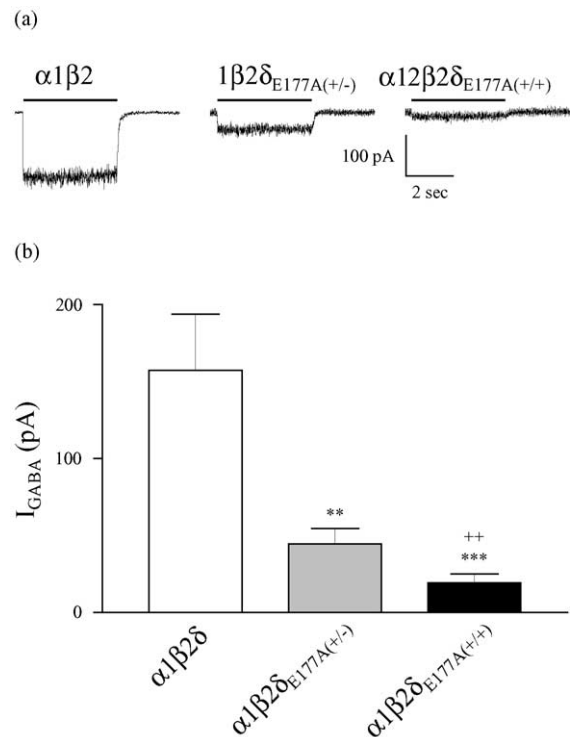 (a)
α1β2 1β2δE177A(+/-) α12β2δE177A(+/+)
100 pA
2 sec
(b)
200
100
0
IGABA (pA)
**
++
***
α1β2δ
α1β2δE177A(+/-)
α1β2δE177A(+/+)